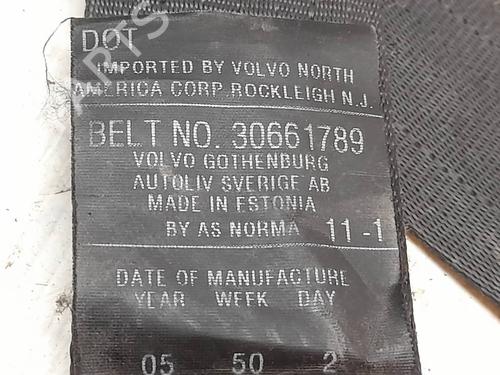 DOT
IMPORTED BY VOLVO NORTH
AMERICA CORP. ROCKLEIGH N.J.
BELT NO. 30661789
VOLVO GOTHENBURG
AUTOLIV SVERIGE AB
MADE IN ESTONIA
BY AS NORMA 11-1
DATE OF MANUFACTURE
YEAR WEEK DAY
05 50 2